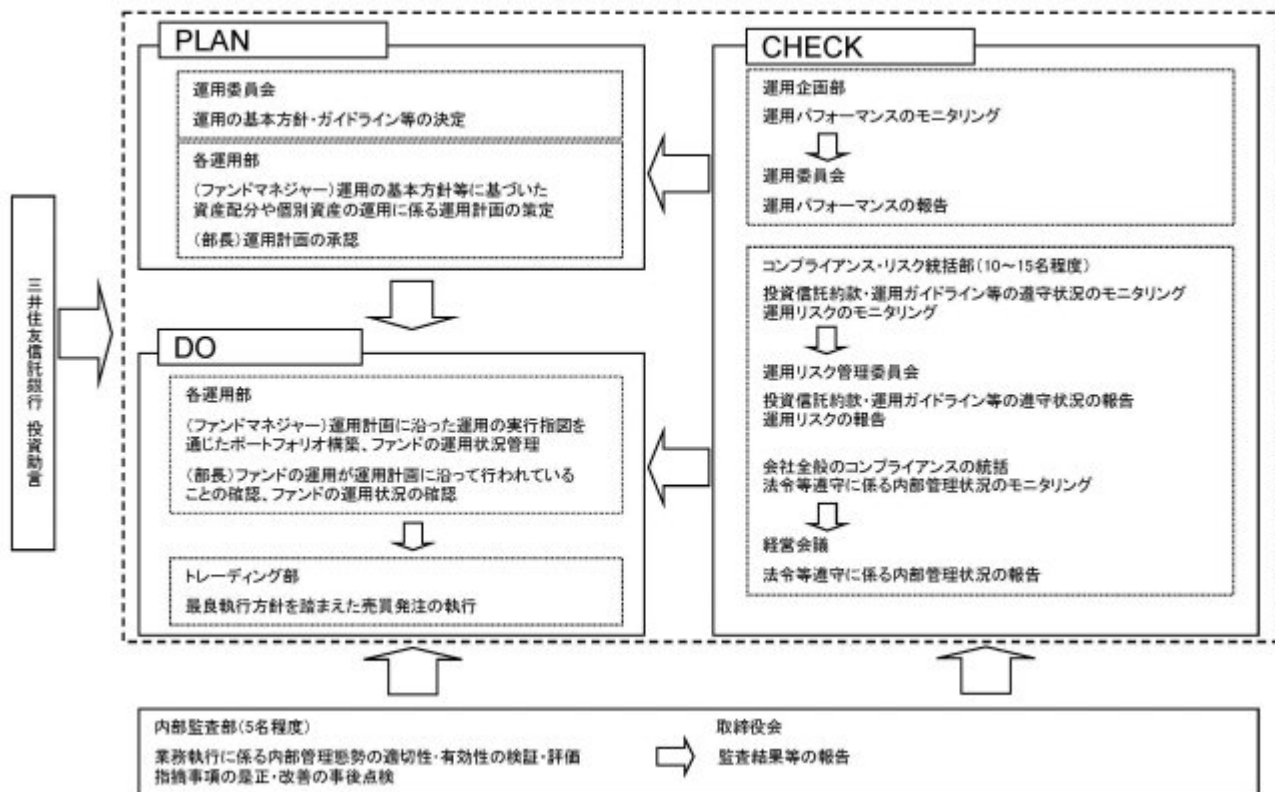 三井住友信託銀行 投資助言
PLAN
運用委員会
運用の基本方針・ガイドライン等の決定
各運用部
(ファンドマネジャー)運用の基本方針等に基づいた
資産配分や個別資産の運用に係る運用計画の策定
(部長)運用計画の承認
DO
各運用部
(ファンドマネジャー)運用計画に沿った運用の実行指図を
通じたポートフォリオ構築、ファンドの運用状況管理
(部長)ファンドの運用が運用計画に沿って行われている
ことの確認、ファンドの運用状況の確認
トレーディング部
最良執行方針を踏まえた売買発注の執行
CHECK
運用企画部
運用パフォーマンスのモニタリング
運用委員会
運用パフォーマンスの報告
コンプライアンス・リスク統括部(10~15名程度)
投資信託約款・運用ガイドライン等の遵守状況のモニタリング
運用リスクのモニタリング
運用リスク管理委員会
投資信託約款・運用ガイドライン等の遵守状況の報告
運用リスクの報告
会社全般のコンプライアンスの統括
法令等遵守に係る内部管理状況のモニタリング
経営会議
法令等遵守に係る内部管理状況の報告
内部監査部(5名程度)
業務執行に係る内部管理態勢の適切性・有効性の検証・評価
指摘事項の是正・改善の事後点検
取締役会
監査結果等の報告